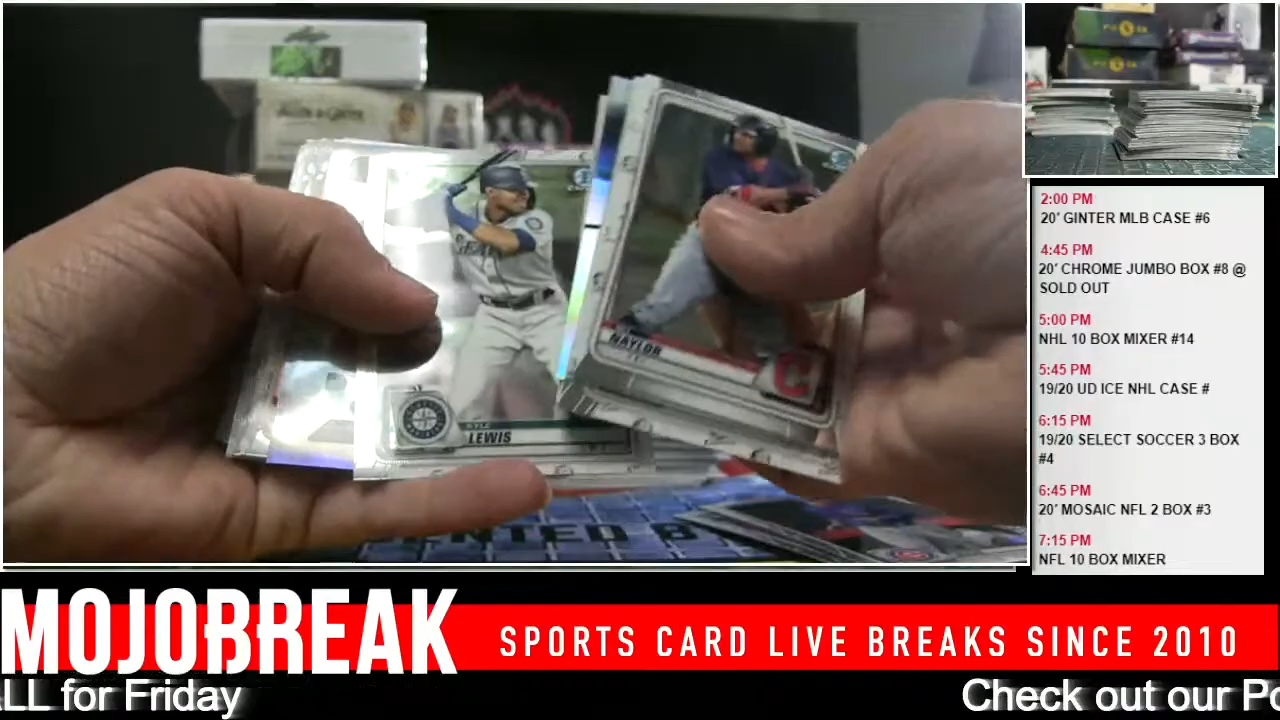 NAYLOR
KYLE
LEWIS
2:00 PM
20' GINTER MLB CASE #6
4:45 PM
20' CHROME JUMBO BOX #8 @
SOLD OUT
5:00 PM
NHL 10 BOX MIXER #14
5:45 PM
19/20 UD ICE NHL CASE #
6:15 PM
19/20 SELECT SOCCER 3 BOX
#4
6:45 PM
20' MOSAIC NFL 2 BOX #3
7:15 PM
NFL 10 BOX MIXER
MOJOBREAK
SPORTS CARD LIVE BREAKS SINCE 2010
ALL for Friday
Check out our Po